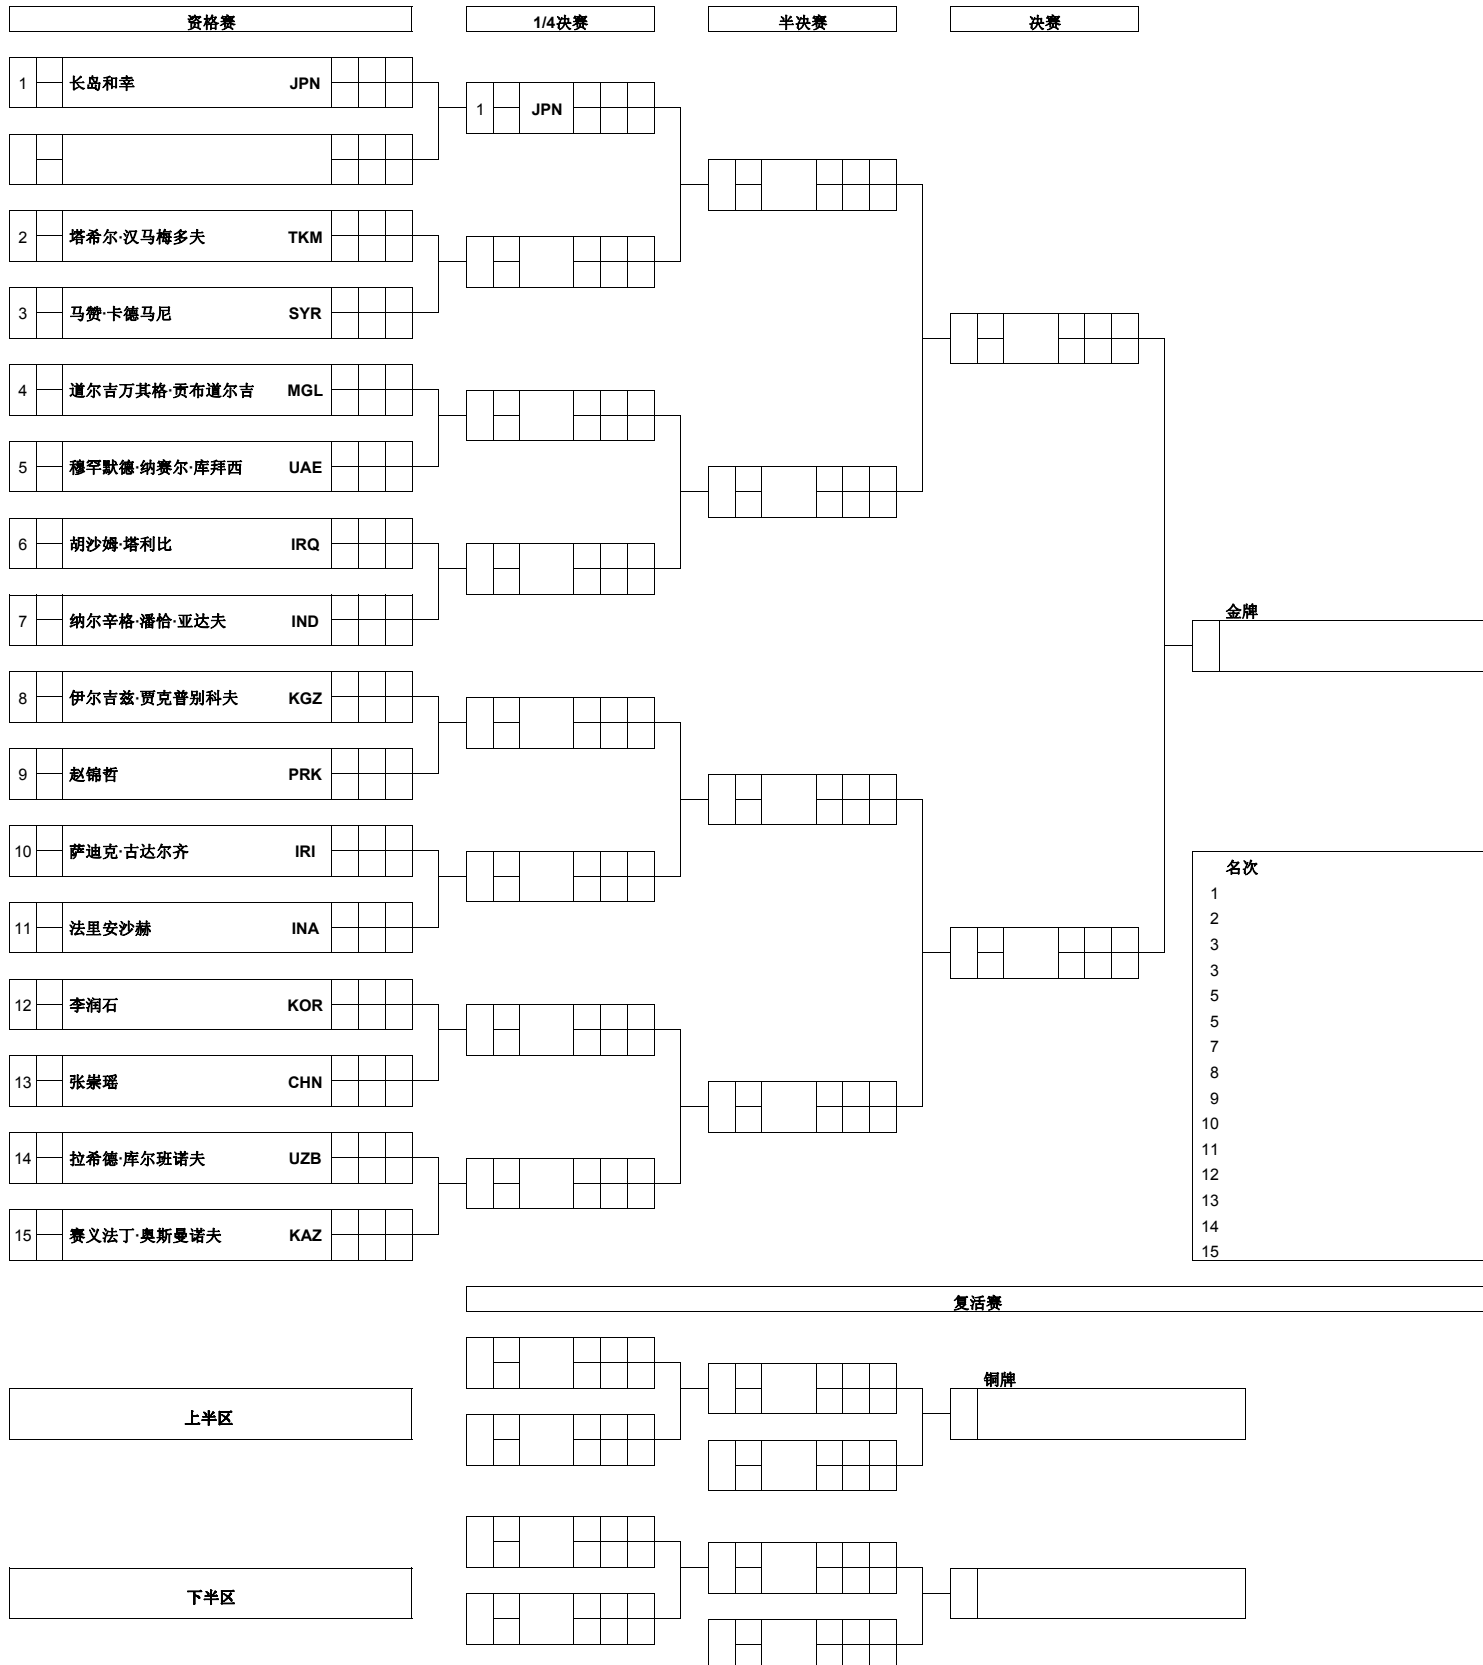 资格赛 1/4决赛 半决赛 决赛
1 长岛和幸 JPN
1 JPN
2 塔希尔·汉马梅多夫 TKM
3 马赞·卡德马尼 SYR
4 道尔吉万其格·贡布道尔吉 MGL
5 穆罕默德·纳赛尔·库拜西 UAE
6 胡沙姆·塔利比 IRQ
7 纳尔辛格·潘恰·亚达夫 IND
金牌
8 伊尔吉兹·贾克普别科夫 KGZ
9 赵锦哲 PRK
10 萨迪克·古达尔齐 IRI
11 法里安沙赫 INA
12 李润石 KOR
13 张崇瑶 CHN
14 拉希德·库尔班诺夫 UZB
15 赛义法丁·奥斯曼诺夫 KAZ
名次
1
2
3
3
5
5
7
8
9
10
11
12
13
14
15
复活赛
铜牌
上半区
下半区